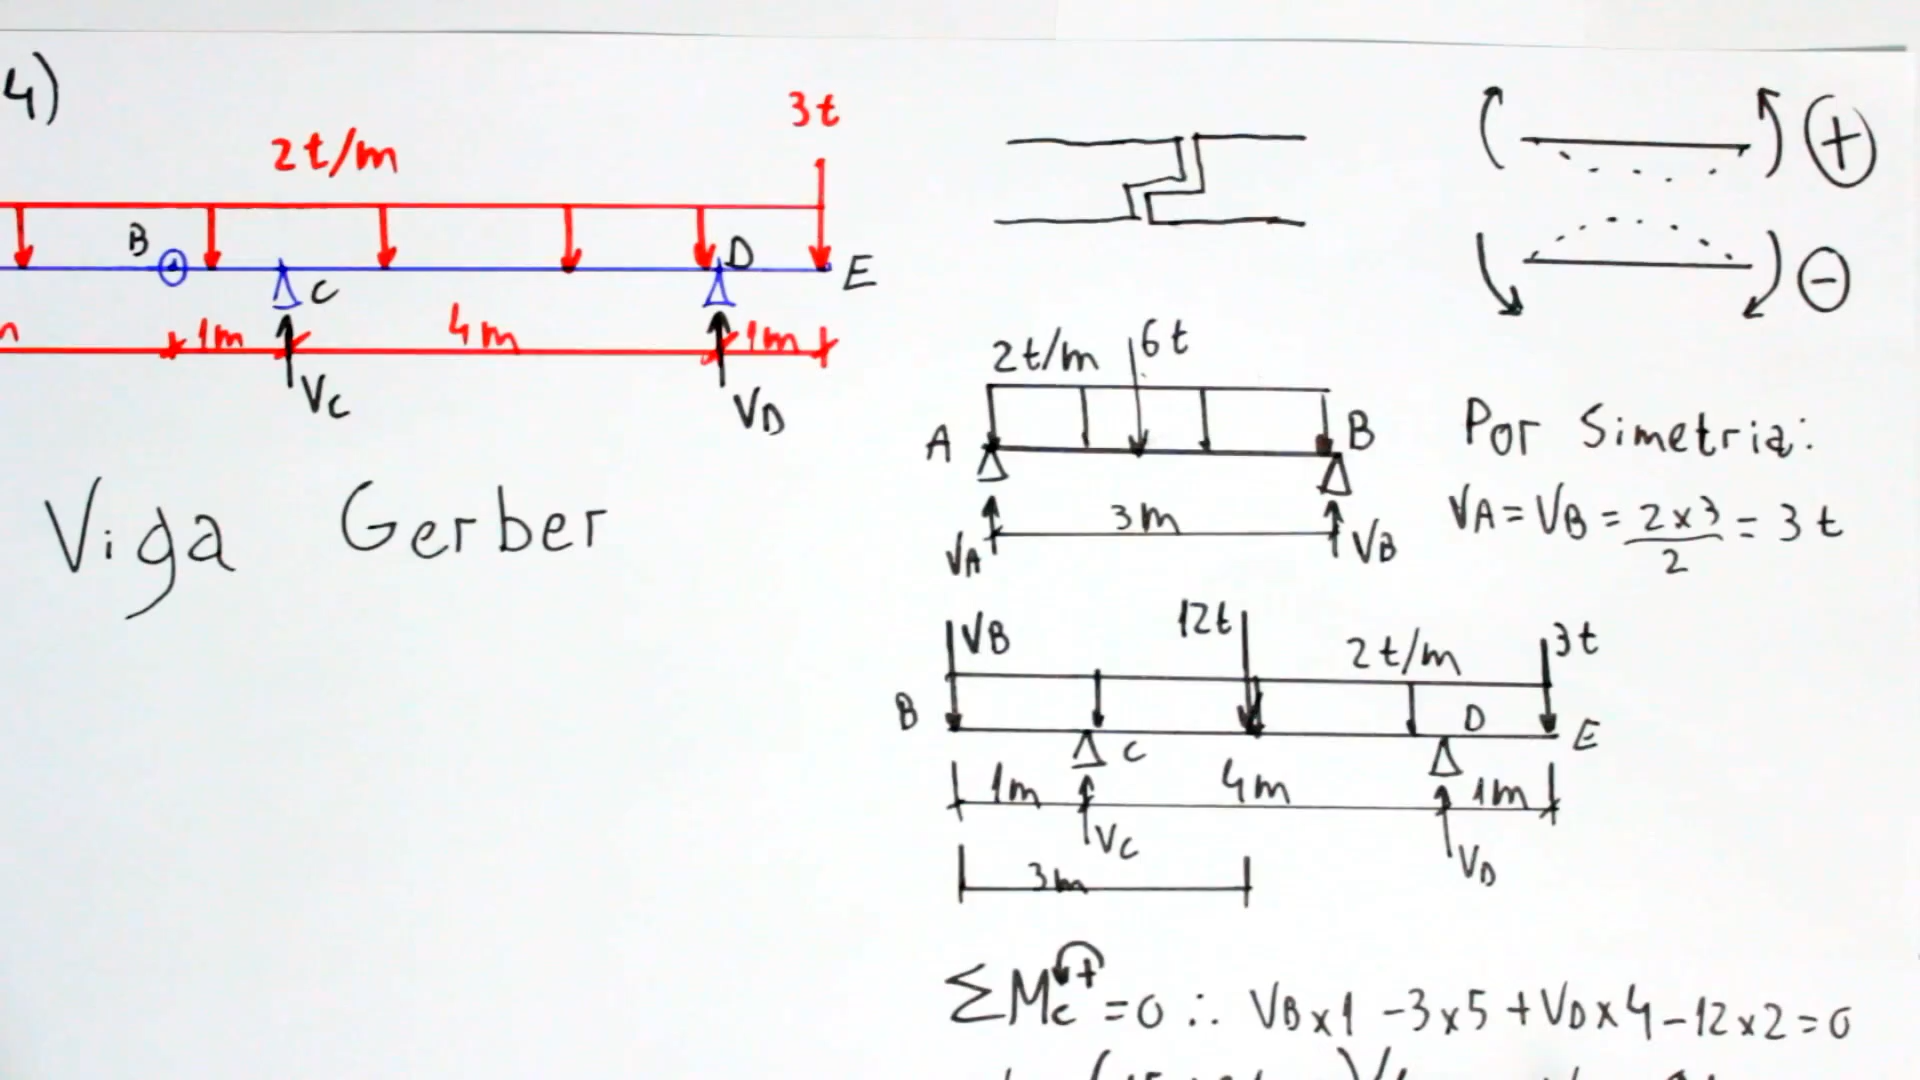 4)
3t
2t/m
B
C
D
E
1m
4m
1m
VC
VD
Viga Gerber
+
-
2t/m
6t
A
B
3m
VA
VB
Por Simetria:
VA = VB = 2x3/2 = 3t
VB
12t
2t/m
3t
B
C
D
E
1m
4m
1m
VC
VD
3m
ΣMc + = 0 ∴ VB x 1 - 3 x 5 + VD x 4 - 12 x 2 = 0